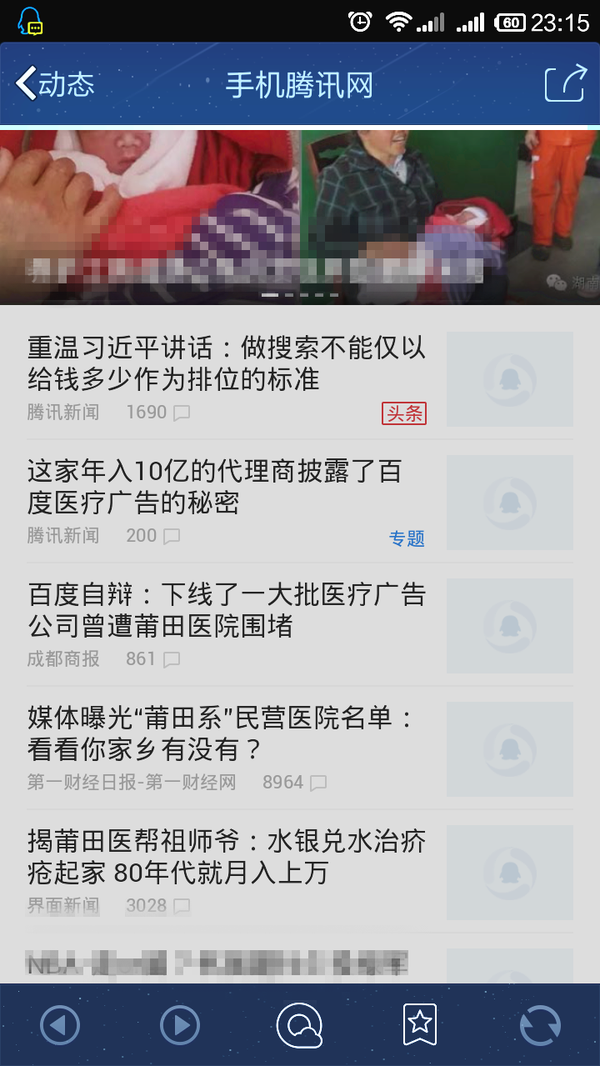 60 23:15
动态 手机腾讯网
重温习近平讲话：做搜索不能仅以
给钱多少作为排位的标准
腾讯新闻 1690 头条
这家年入10亿的代理商披露了百
度医疗广告的秘密
腾讯新闻 200 专题
百度自辩：下线了一大批医疗广告
公司曾遭莆田医院围堵
成都商报 861
媒体曝光“莆田系”民营医院名单：
看看你家乡有没有？
第一财经日报-第一财经网 8964
揭莆田医帮祖师爷：水银兑水治疥
疮起家 80年代就月入上万
界面新闻 3028
NBA